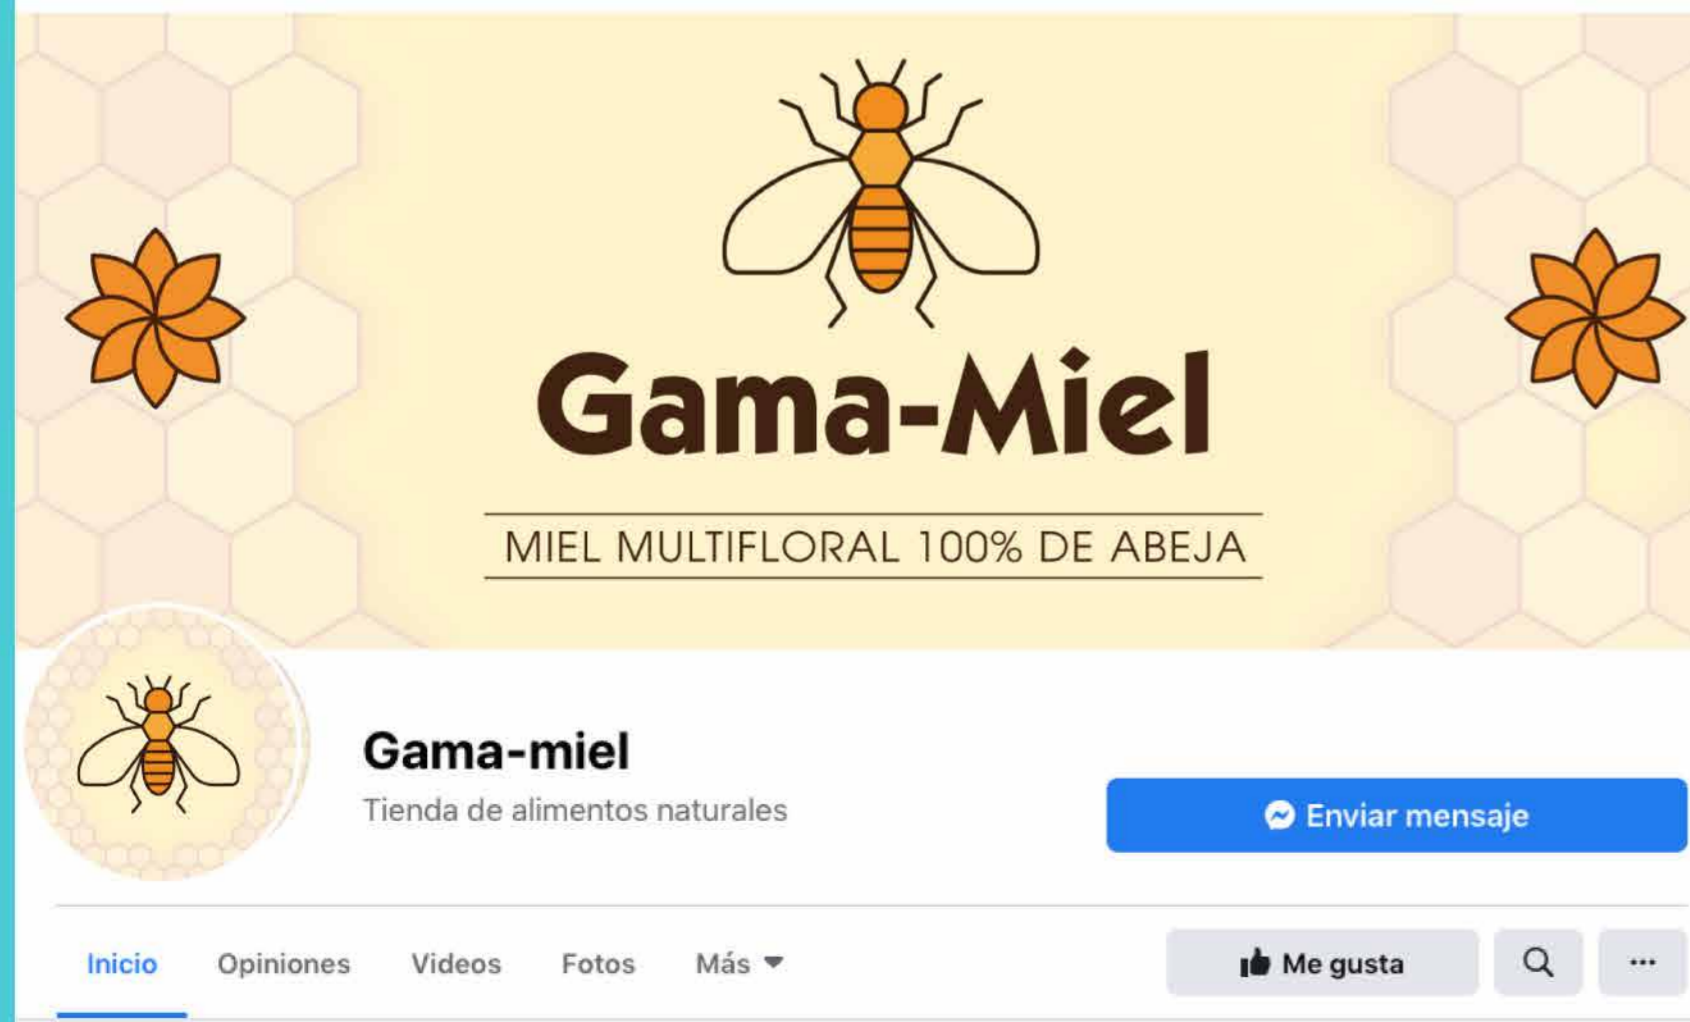 Gama-Miel
MIEL MULTIFLORAL 100% DE ABEJA
Gama-miel
Tienda de alimentos naturales
Enviar mensaje
Inicio Opiniones Videos Fotos Más Me gusta ...